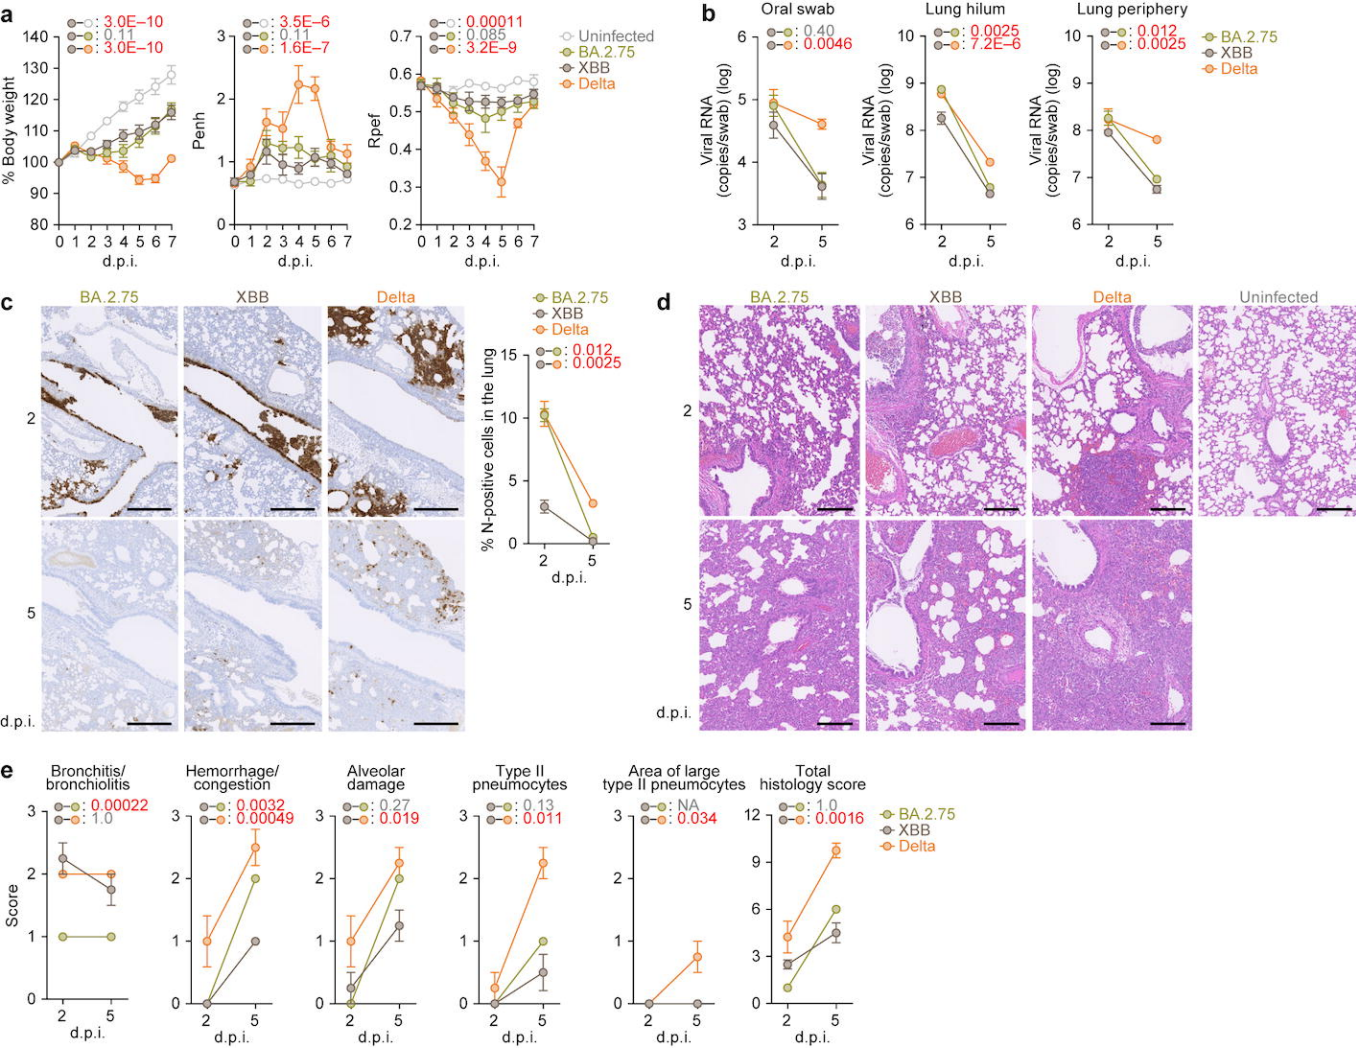 a
% Body weight
140
130
120
110
100
90
80
: 3.0E–10
: 0.11
: 3.0E–10
0 1 2 3 4 5 6 7
d.p.i.
Penh
3
2
1
0
: 3.5E–6
: 0.11
: 1.6E–7
0 1 2 3 4 5 6 7
d.p.i.
Rpef
0.7
0.6
0.5
0.4
0.3
0.2
: 0.00011
: 0.085
: 3.2E–9
0 1 2 3 4 5 6 7
d.p.i.
Uninfected
BA.2.75
XBB
Delta
b
Oral swab
: 0.40
: 0.0046
Viral RNA
(copies/swab) (log)
6
5
4
3
2 5
d.p.i.
Lung hilum
: 0.0025
: 7.2E–6
Viral RNA
(copies/swab) (log)
10
9
8
7
6
2 5
d.p.i.
Lung periphery
: 0.012
: 0.0025
Viral RNA
(copies/swab) (log)
10
9
8
7
6
2 5
d.p.i.
BA.2.75
XBB
Delta
c
BA.2.75 XBB Delta
2
5
d.p.i.
BA.2.75
XBB
Delta
: 0.012
: 0.0025
% N-positive cells in the lung
15
10
5
0
2 5
d.p.i.
d
BA.2.75 XBB Delta Uninfected
2
5
d.p.i.
e
Bronchitis/
bronchiolitis
: 0.00022
: 1.0
Score
3
2
1
0
2 5
d.p.i.
Hemorrhage/
congestion
: 0.0032
: 0.00049
3
2
1
0
2 5
d.p.i.
Alveolar
damage
: 0.27
: 0.019
3
2
1
0
2 5
d.p.i.
Type II
pneumocytes
: 0.13
: 0.011
3
2
1
0
2 5
d.p.i.
Area of large
type II pneumocytes
: NA
: 0.034
3
2
1
0
2 5
d.p.i.
Total
histology score
: 1.0
: 0.0016
12
9
6
3
0
2 5
d.p.i.
BA.2.75
XBB
Delta